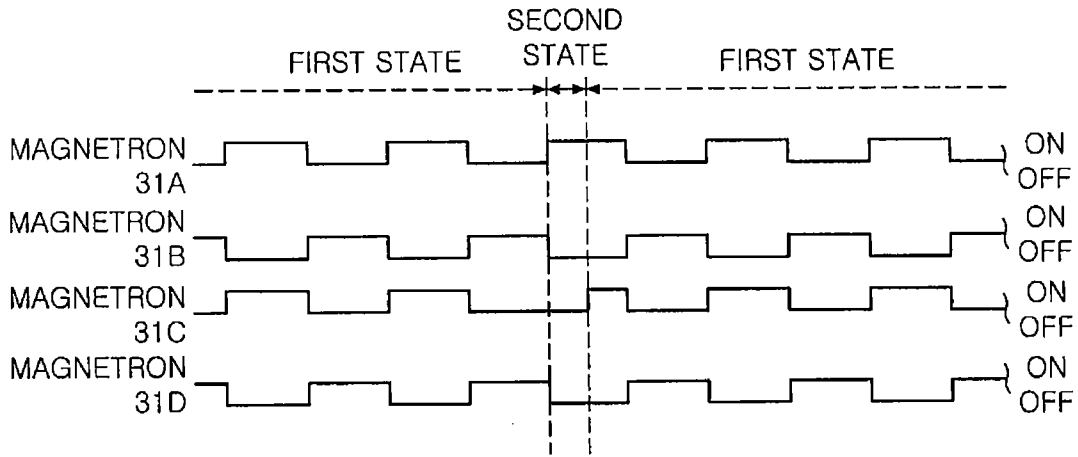 SECOND
STATE
FIRST STATE
FIRST STATE
MAGNETRON
31A
ON
OFF
MAGNETRON
31B
ON
OFF
MAGNETRON
31C
ON
OFF
MAGNETRON
31D
ON
OFF